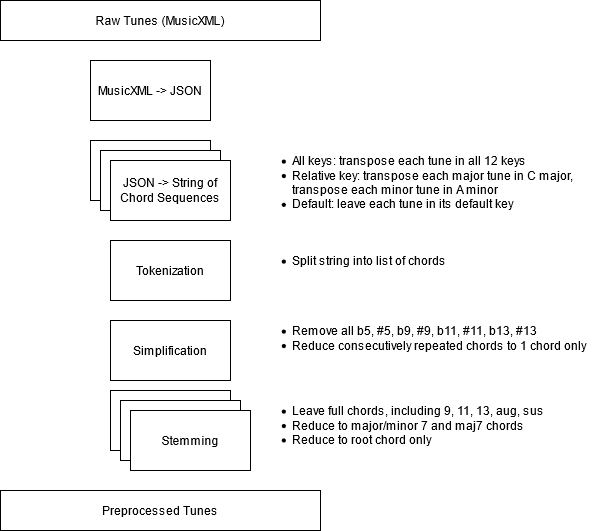 Raw Tunes (MusicXML)
MusicXML -> JSON
JSON -> String of
Chord Sequences
• All keys: transpose each tune in all 12 keys
• Relative key: transpose each major tune in C major,
transpose each minor tune in A minor
• Default: leave each tune in its default key
Tokenization
• Split string into list of chords
Simplification
• Remove all b5, #5, b9, #9, b11, #11, b13, #13
• Reduce consecutively repeated chords to 1 chord only
Stemming
• Leave full chords, including 9, 11, 13, aug, sus
• Reduce to major/minor 7 and maj7 chords
• Reduce to root chord only
Preprocessed Tunes